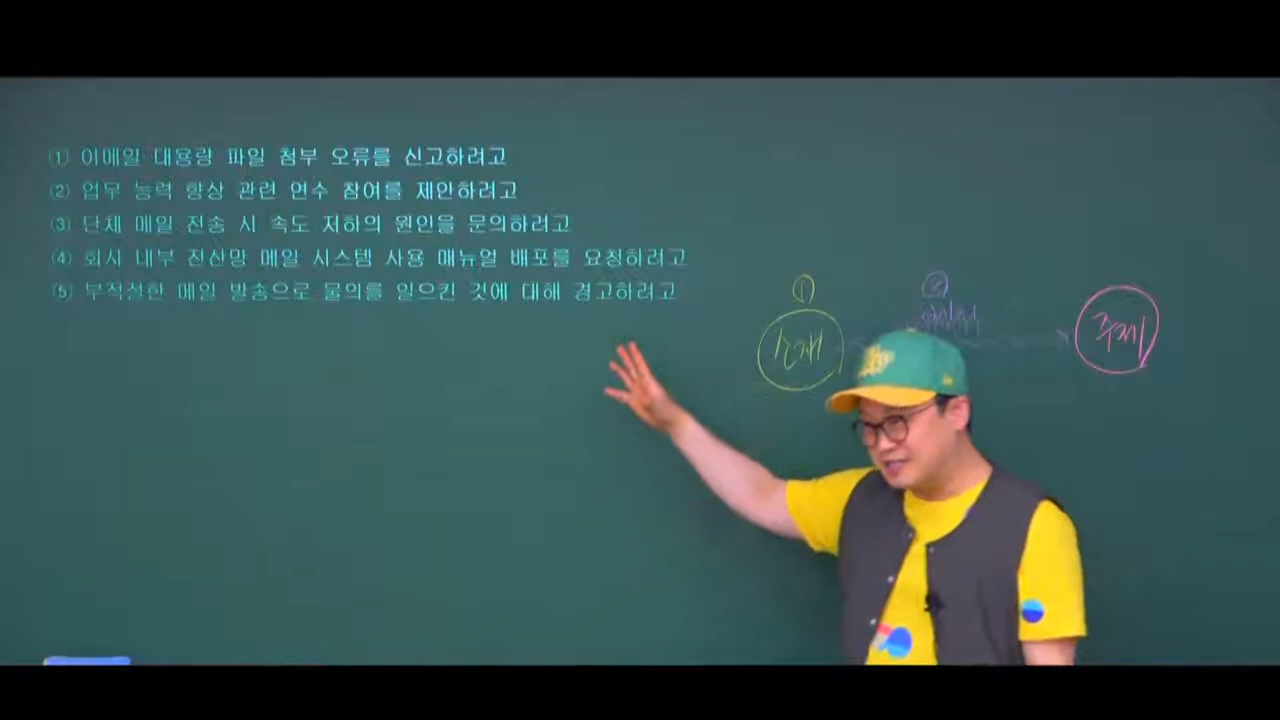 ① 이메일 대용량 파일 첨부 오류를 신고하려고
② 업무 능력 향상 관련 연수 참여를 제안하려고
③ 단체 메일 전송 시 속도 저하의 원인을 문의하려고
④ 회사 내부 전산망 메일 시스템 사용 매뉴얼 배포를 요청하려고
⑤ 부적절한 메일 발송으로 물의를 일으킨 것에 대해 경고하려고
① ②
소재 주제